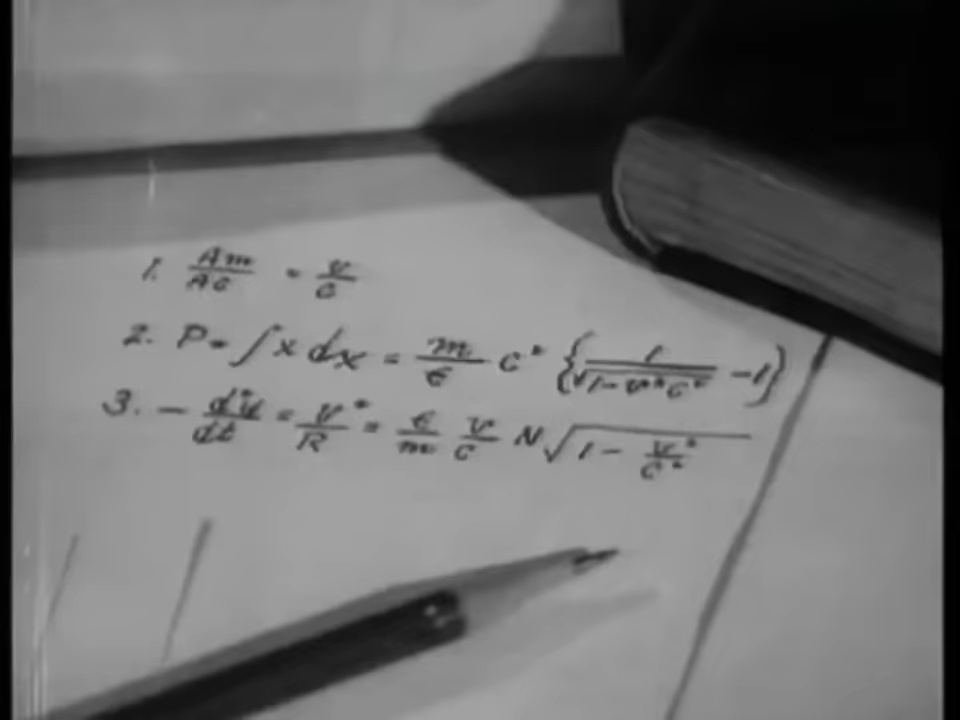 1. Am/Ac = v/c
2. P = ∫ x dx = m/ε c² { 1/√1-v²c² -1}
3. - d²y/dt = v²/R = ε/m v/c N √1 - v²/c²